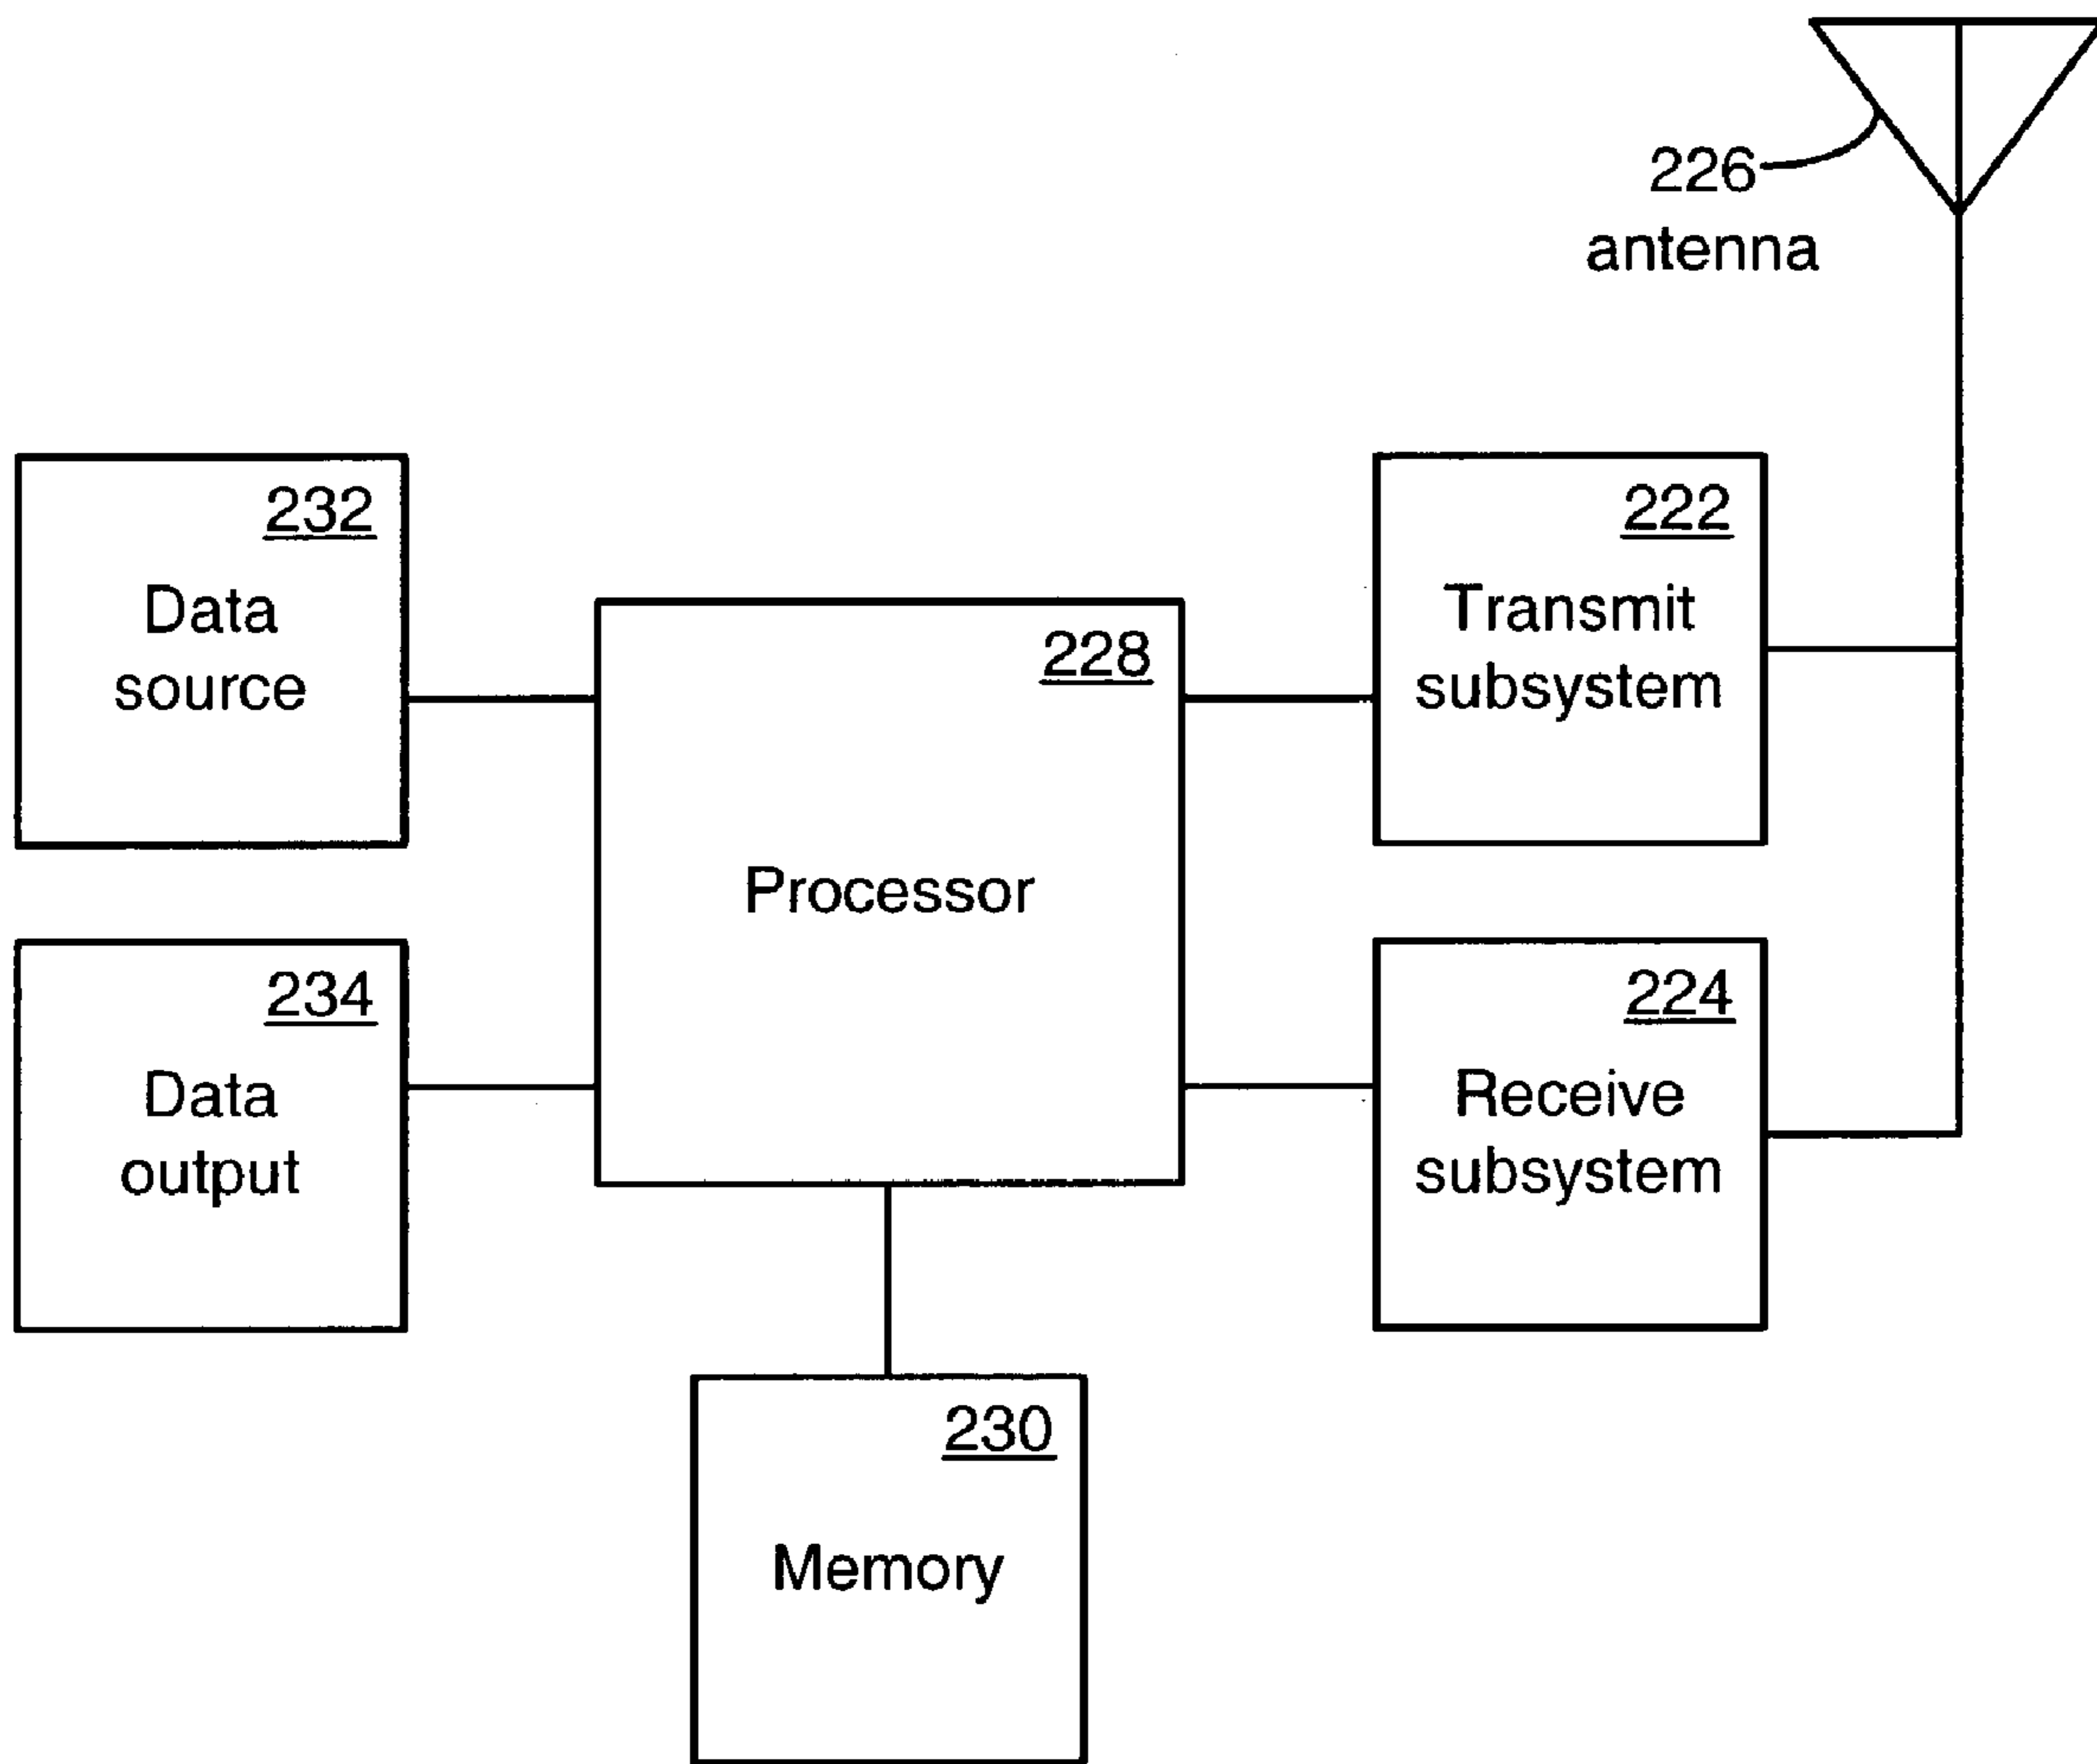 226
antenna
232
Data
source
228
Processor
222
Transmit
subsystem
234
Data
output
224
Receive
subsystem
230
Memory